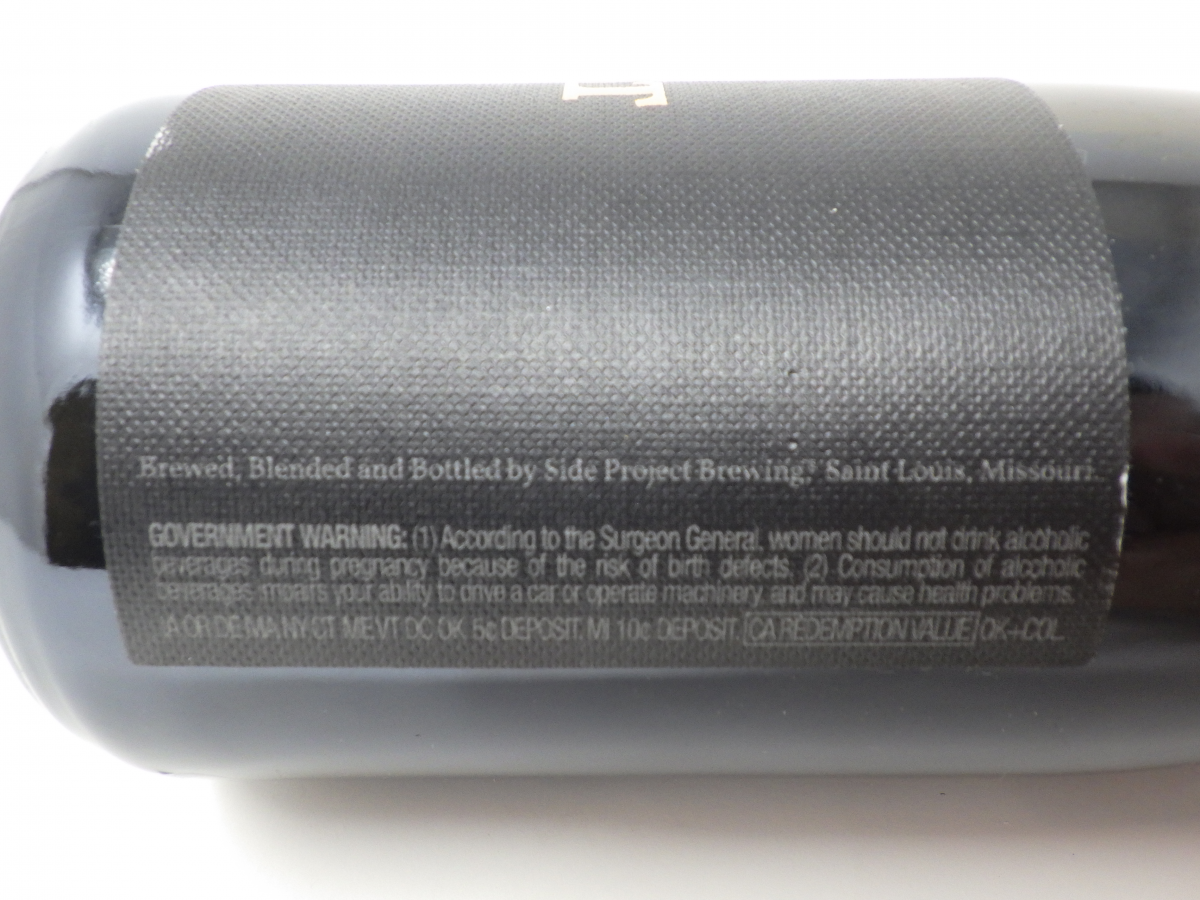 Brewed, Blended and Bottled by Side Project Brewing,® Saint Louis, Missouri.
GOVERNMENT WARNING: (1) According to the Surgeon General, women should not drink alcoholic
beverages during pregnancy because of the risk of birth defects. (2) Consumption of alcoholic
beverages impairs your ability to drive a car or operate machinery, and may cause health problems.
OR DE MA NY CT ME VT DC OK 5¢ DEPOSIT. MI 10¢ DEPOSIT. CA REDEMPTION VALUE OK+COL.